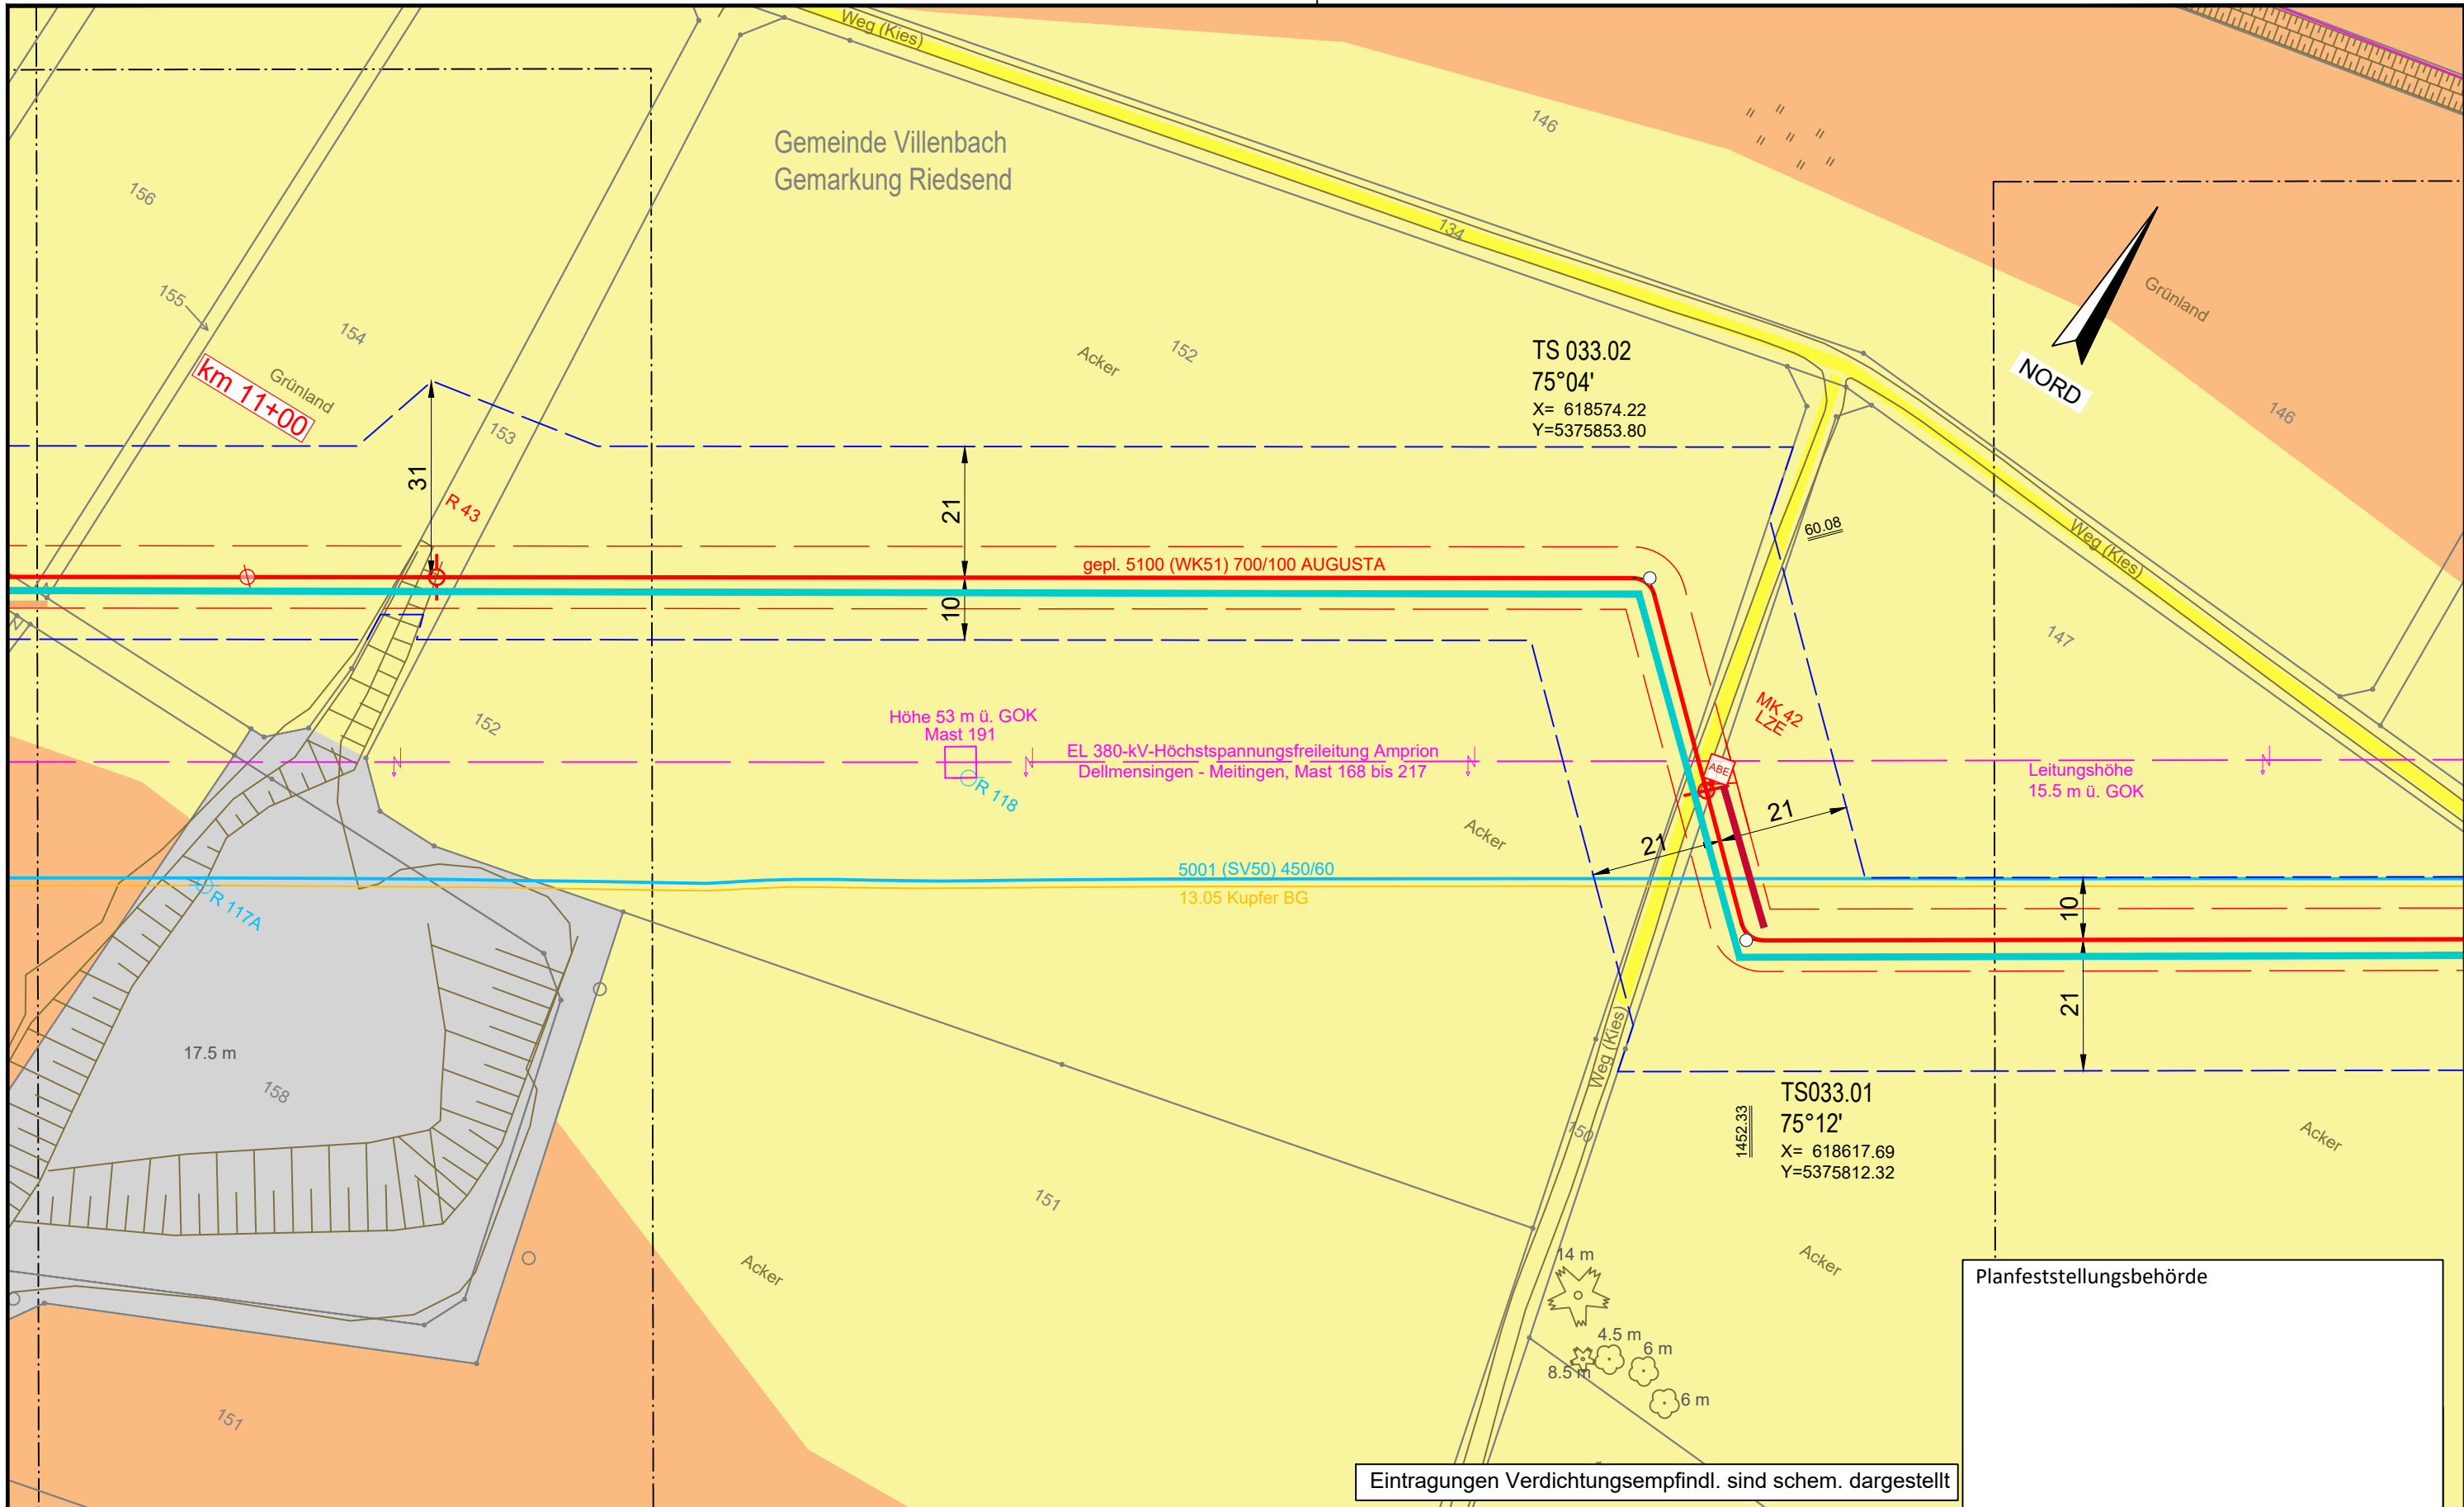 Weg (Kies)
146
Gemeinde Villenbach
Gemarkung Riedsend
156
134
155
154
Grünland
km 11+00
153
Acker
152
TS 033.02
75°04'
X= 618574.22
Y=5375853.80
Grünland
NORD
146
31
R 43
21
60.08
Weg (Kies)
gepl. 5100 (WK51) 700/100 AUGUSTA
10
147
152
Höhe 53 m ü. GOK
Mast 191
EL 380-kV-Höchstspannungsfreileitung Amprion
Dellmensingen - Meitingen, Mast 168 bis 217
R 118
MK 42
LZE
ABE
Leitungshöhe
15.5 m ü. GOK
Acker
21
21
5001 (SV50) 450/60
13.05 Kupfer BG
R 117A
10
21
17.5 m
158
Weg (Kies)
150
1452.33
TS033.01
75°12'
X= 618617.69
Y=5375812.32
Acker
151
Acker
Acker
14 m
4.5 m
6 m
8.5 m
6 m
151
Planfeststellungsbehörde
Eintragungen Verdichtungsempfindl. sind schem. dargestellt